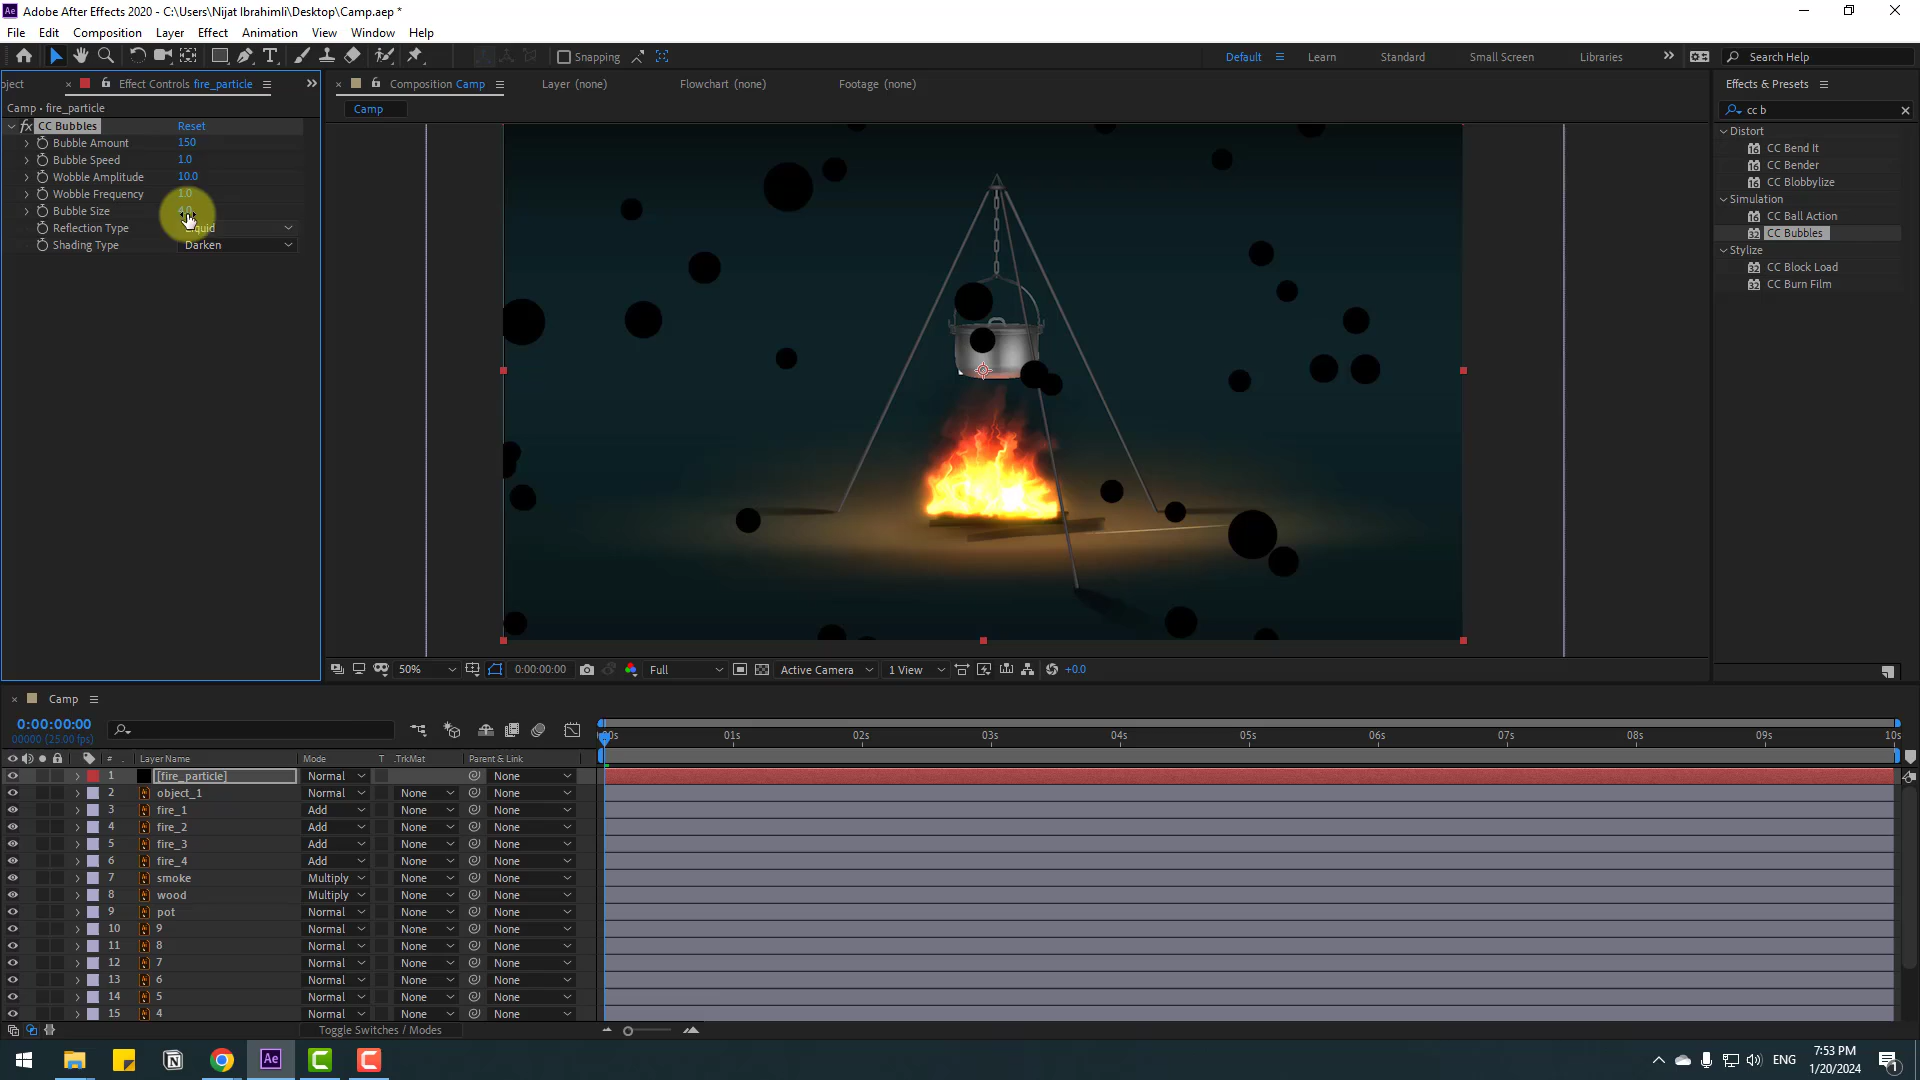 Adobe After Effects 2020 - C:\Users\Nijat Ibrahimli\Desktop\Camp.aep *
File Edit Composition Layer Effect Animation View Window Help
Snapping Default Learn Standard Small Screen Libraries Search Help
oject Effect Controls fire_particle
Composition Camp Layer (none) Flowchart (none) Footage (none)
Effects & Presets
Camp • fire_particle
Camp
cc b
fx CC Bubbles Reset
Bubble Amount 150
Bubble Speed 1.0
Wobble Amplitude 10.0
Wobble Frequency 1.0
Bubble Size
Reflection Type
Shading Type Darken
Distort
CC Bend It
CC Bender
CC Blobbylize
Simulation
CC Ball Action
CC Bubbles
Stylize
CC Block Load
CC Burn Film
50% 0:00:00:00 Full Active Camera 1 View +0.0
Camp
0:00:00:00
00000 (25.00 fps)
01s 02s 03s 04s 05s 06s 07s 08s 09s 10s
# Layer Name Mode T .TrkMat Parent & Link
1 [fire_particle] Normal None
2 object_1 Normal None None
3 fire_1 Add None None
4 fire_2 Add None None
5 fire_3 Add None None
6 fire_4 Add None None
7 smoke Multiply None None
8 wood Multiply None None
9 pot Normal None None
10 9 Normal None None
11 8 Normal None None
12 7 Normal None None
13 6 Normal None None
14 5 Normal None None
15 4 Normal None None
Toggle Switches / Modes
Ae
ENG
7:53 PM
1/20/2024
1